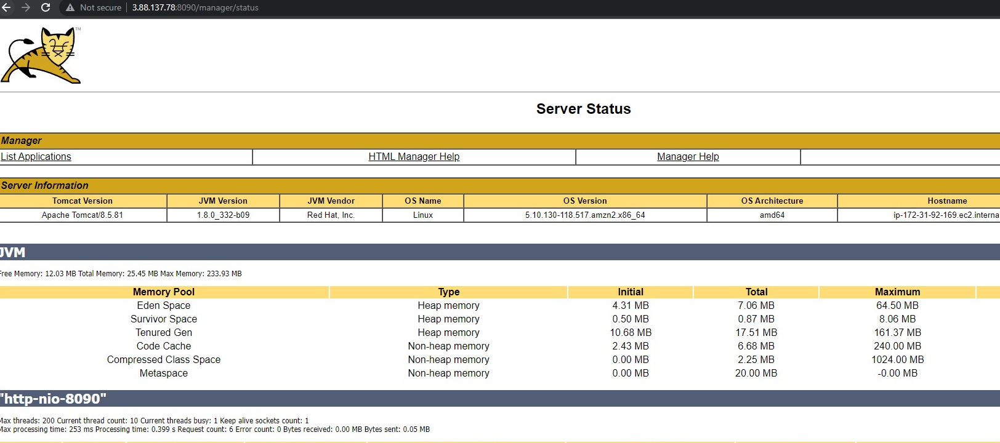 Not secure 3.88.137.78:8090/manager/status
TM
Server Status
Manager
List Applications HTML Manager Help Manager Help
Server Information
Tomcat Version JVM Version JVM Vendor OS Name OS Version OS Architecture Hostname
Apache Tomcat/8.5.81 1.8.0_332-b09 Red Hat, Inc. Linux 5.10.130-118.517.amzn2.x86_64 amd64 ip-172-31-92-169.ec2.interna
JVM
Free Memory: 12.03 MB Total Memory: 25.45 MB Max Memory: 233.93 MB
Memory Pool Type Initial Total Maximum
Eden Space Heap memory 4.31 MB 7.06 MB 64.50 MB
Survivor Space Heap memory 0.50 MB 0.87 MB 8.06 MB
Tenured Gen Heap memory 10.68 MB 17.51 MB 161.37 MB
Code Cache Non-heap memory 2.43 MB 6.68 MB 240.00 MB
Compressed Class Space Non-heap memory 0.00 MB 2.25 MB 1024.00 MB
Metaspace Non-heap memory 0.00 MB 20.00 MB -0.00 MB
"http-nio-8090"
Max threads: 200 Current thread count: 10 Current threads busy: 1 Keep alive sockets count: 1
Max processing time: 253 ms Processing time: 0.399 s Request count: 6 Error count: 0 Bytes received: 0.00 MB Bytes sent: 0.05 MB